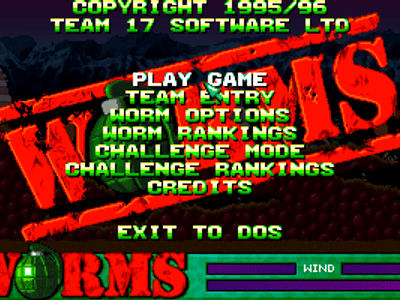 COPYRIGHT 1995/96
TEAM 17 SOFTWARE LTD
WORMS
PLAY GAME
TEAM ENTRY
WORM OPTIONS
WORM RANKINGS
CHALLENGE MODE
CHALLENGE RANKINGS
CREDITS
EXIT TO DOS
WORMS
WIND